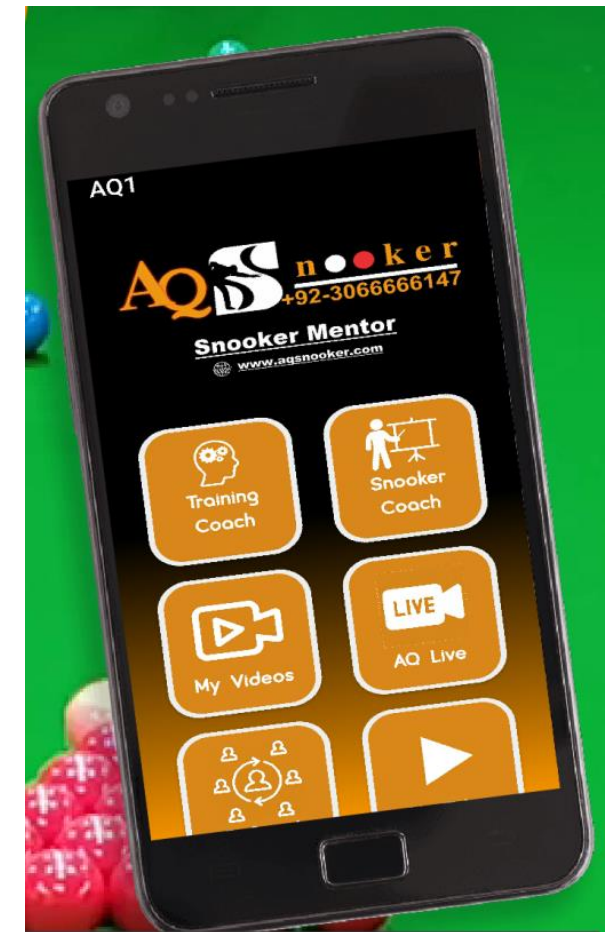 AQ1
AQ Snooker
+92-3066666147
Snooker Mentor
www.aqsnooker.com
Training
Coach
Snooker
Coach
My Videos
LIVE
AQ Live